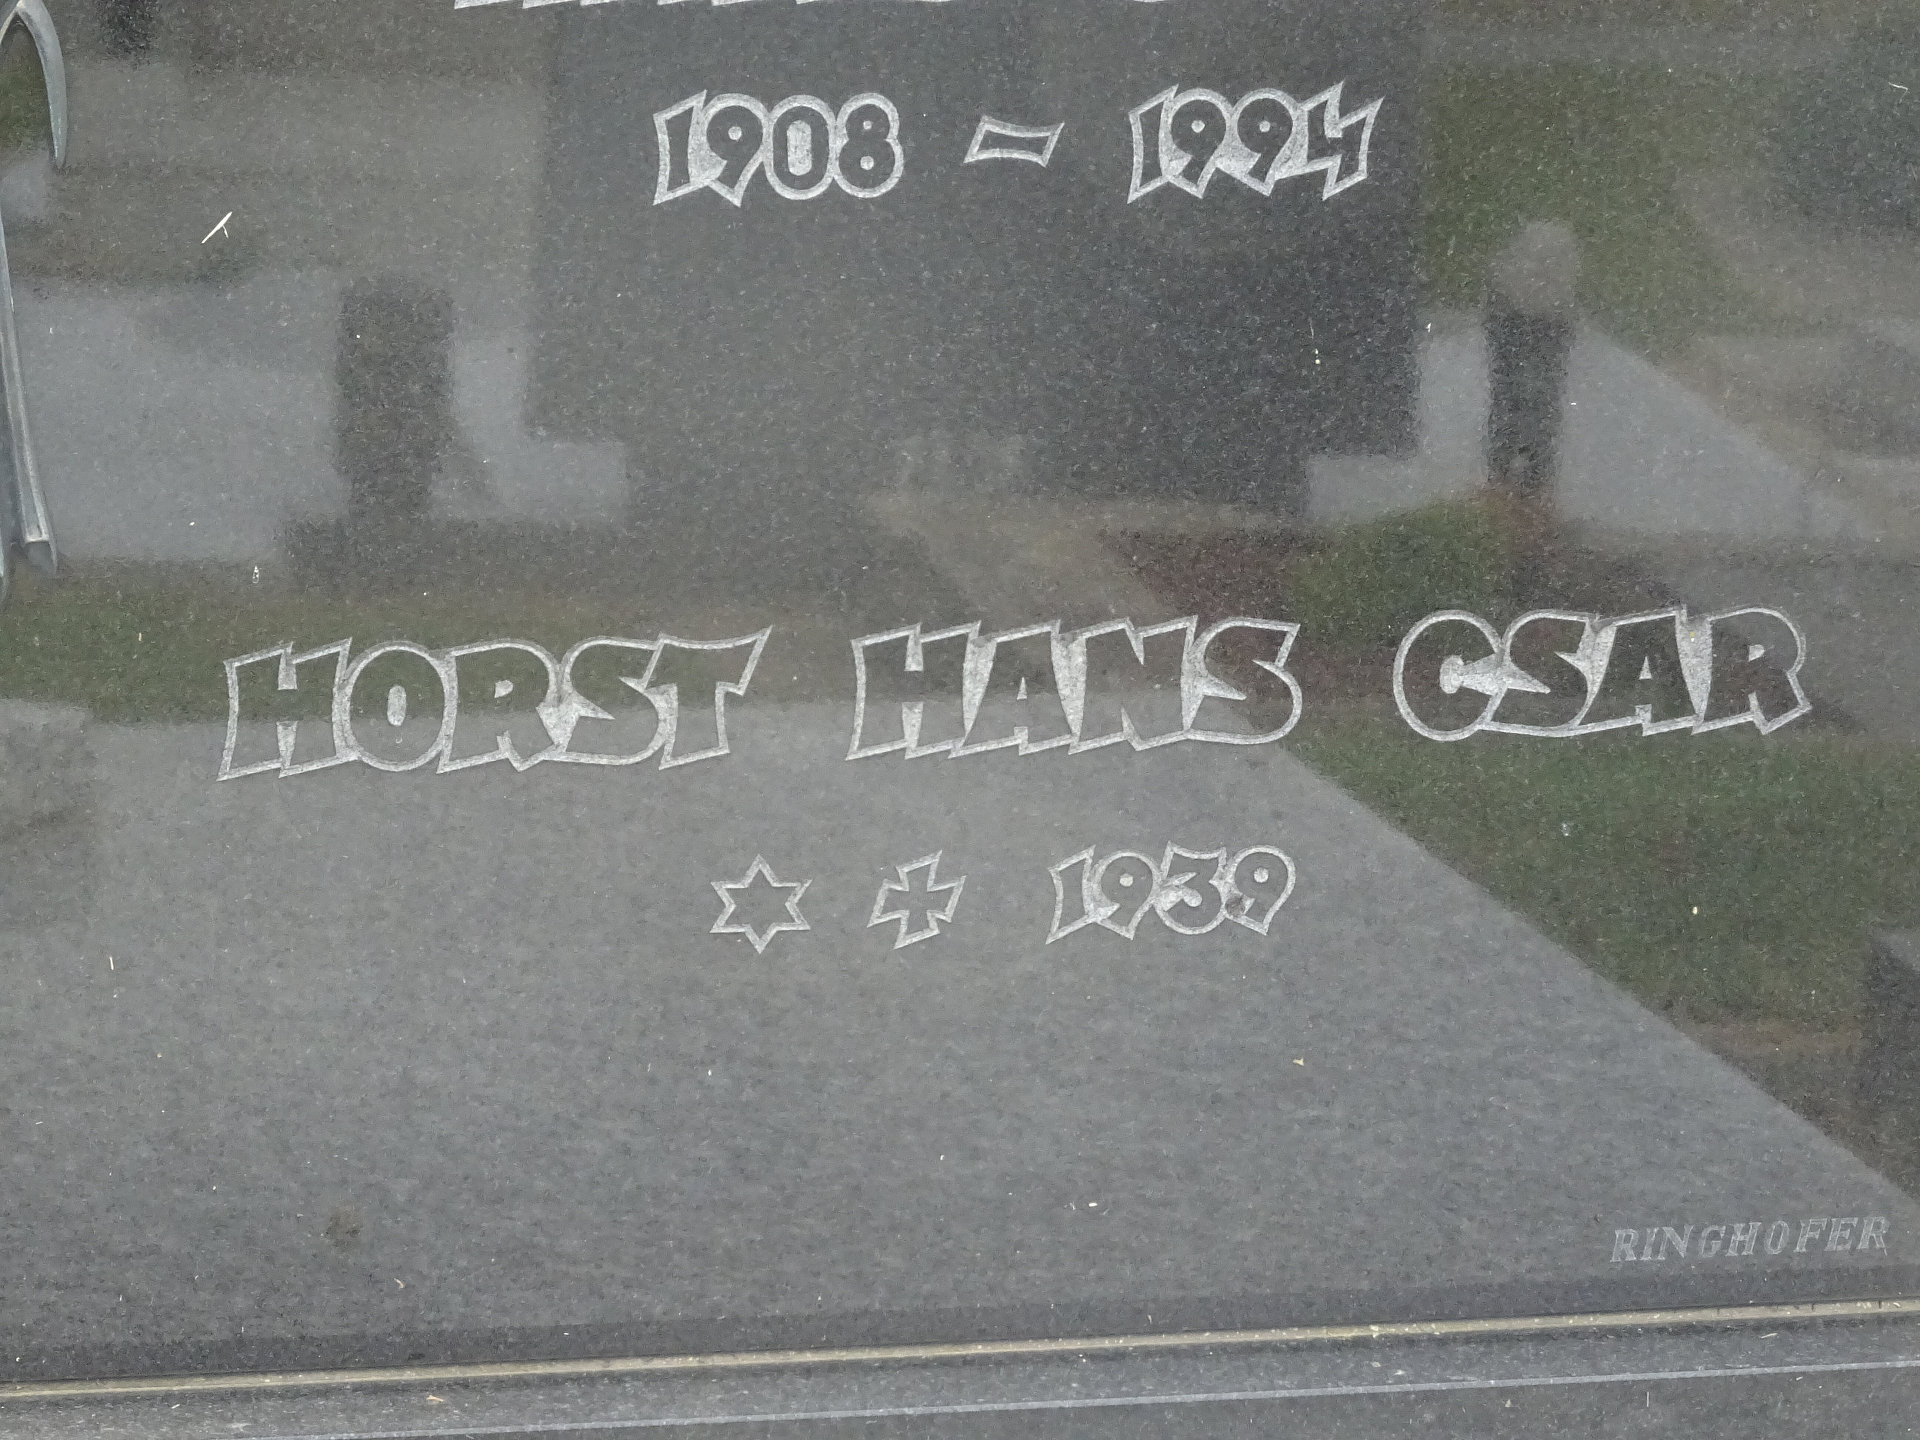 1908 – 1994
HORST HANS CSAR
✶ ✠ 1939
RINGHOFER